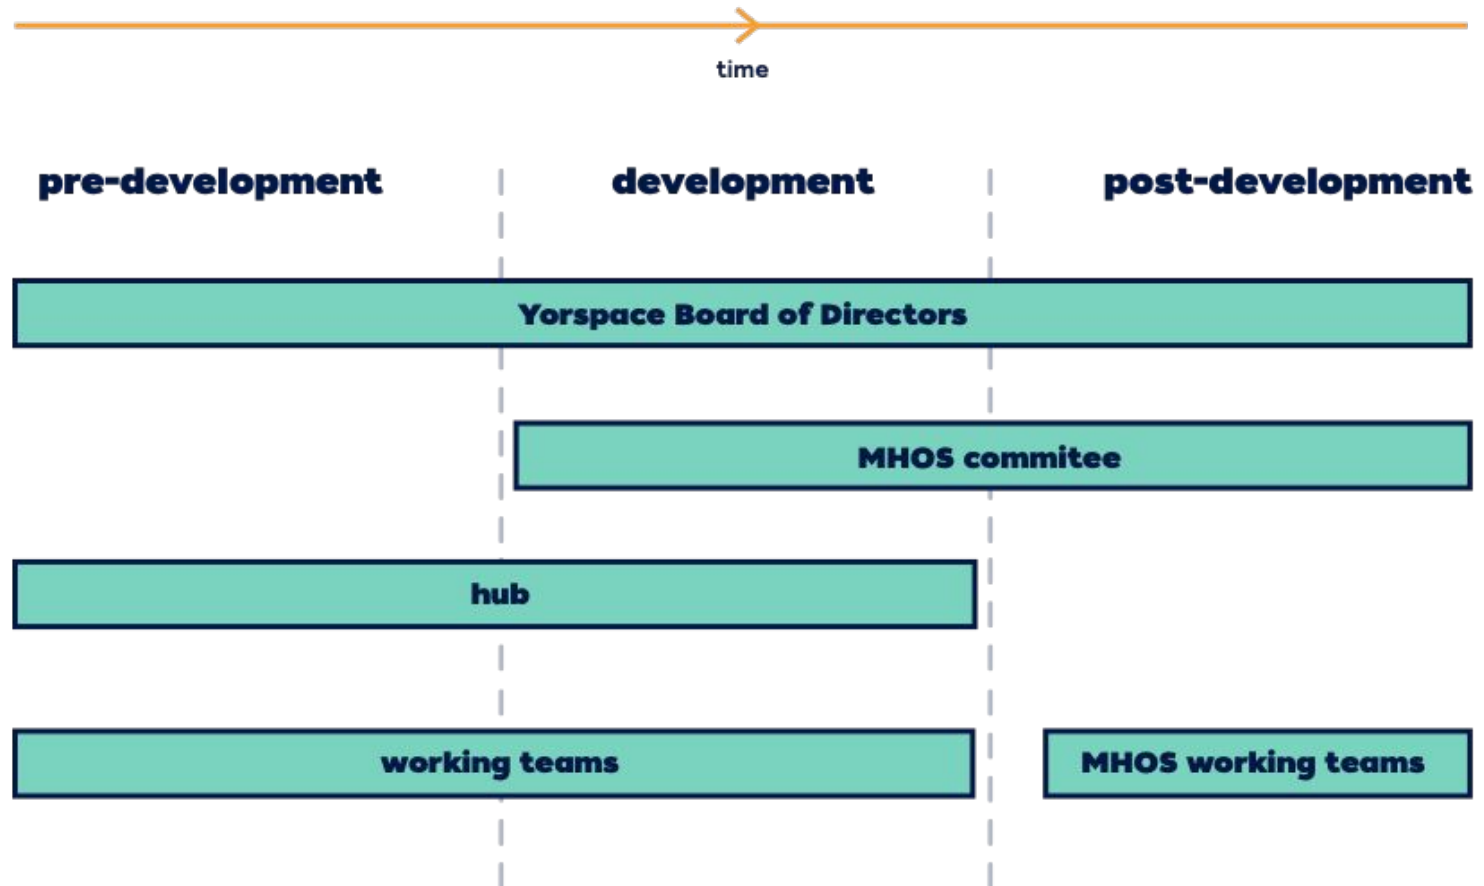 time
pre-development
development
post-development
Yorspace Board of Directors
MHOS commitee
hub
working teams
MHOS working teams